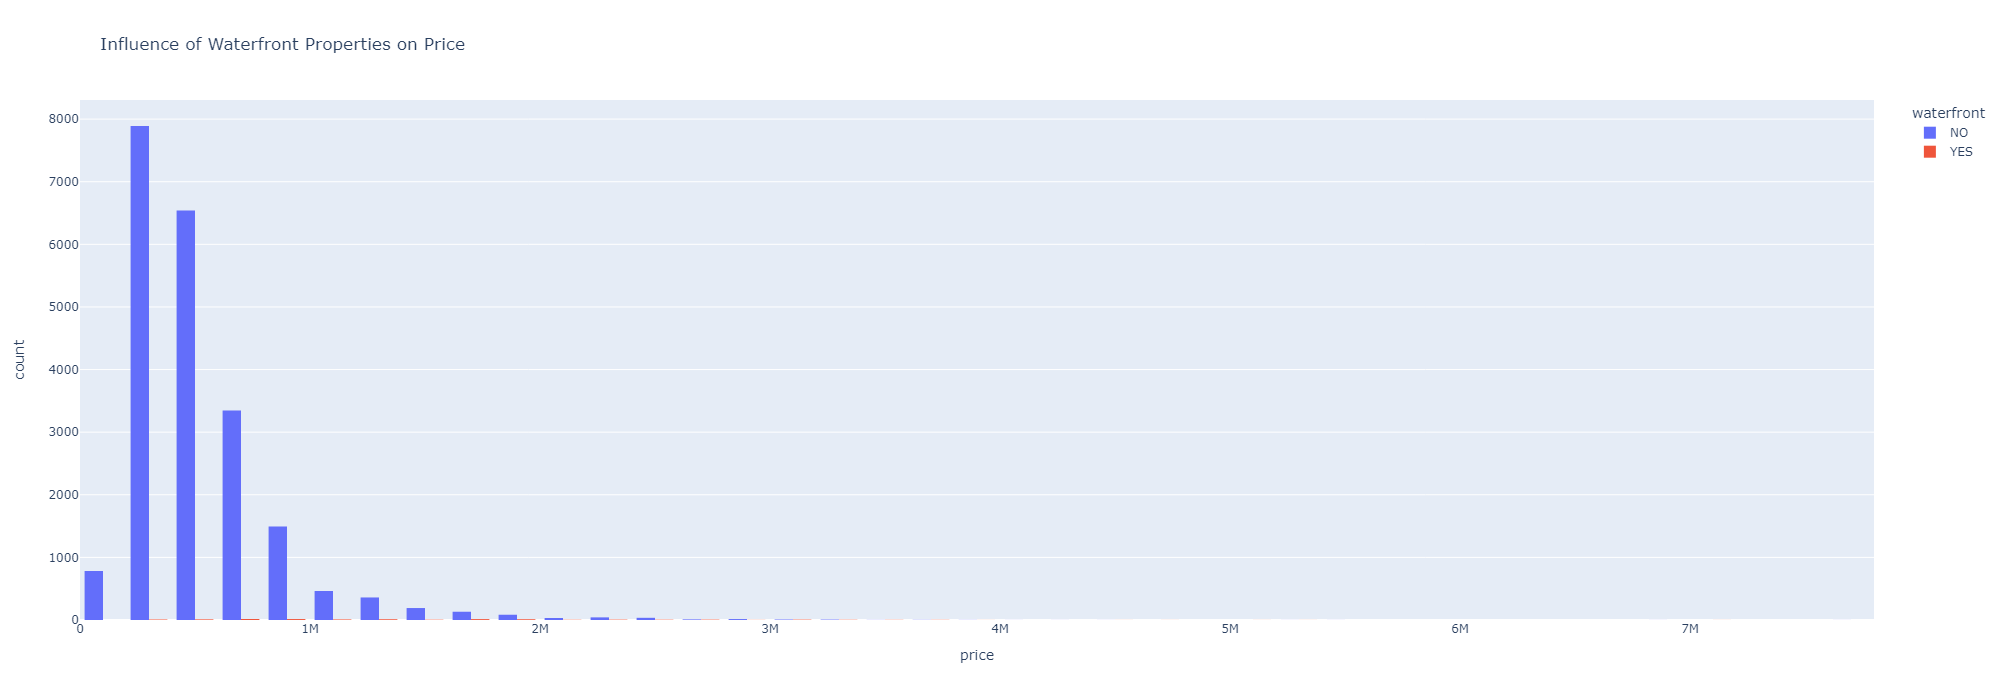 Influence of Waterfront Properties on Price
waterfront
NO
YES
8000
7000
6000
5000
4000
3000
2000
1000
0
count
0 1M 2M 3M 4M 5M 6M 7M
price